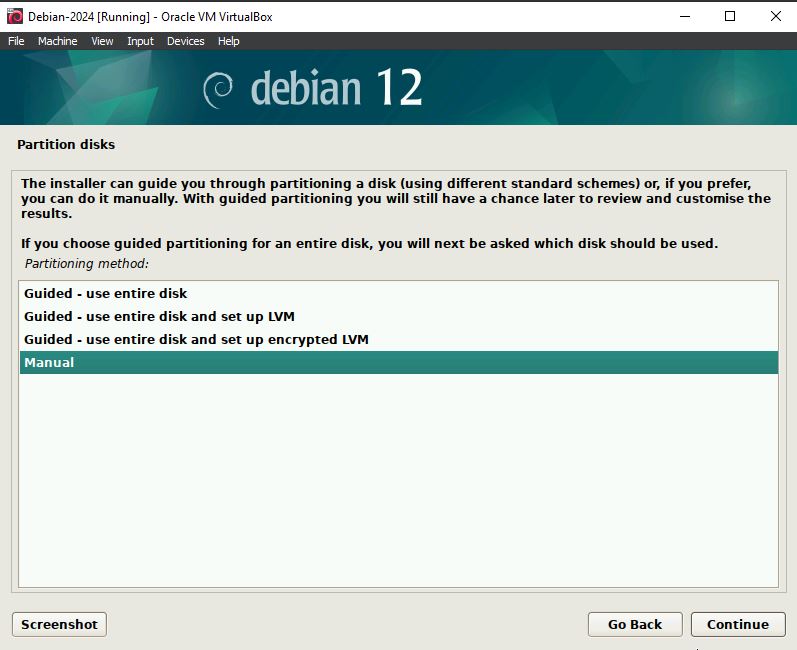 Debian-2024 [Running] - Oracle VM VirtualBox
File Machine View Input Devices Help
debian 12
Partition disks
The installer can guide you through partitioning a disk (using different standard schemes) or, if you prefer,
you can do it manually. With guided partitioning you will still have a chance later to review and customise the
results.
If you choose guided partitioning for an entire disk, you will next be asked which disk should be used.
Partitioning method:
Guided - use entire disk
Guided - use entire disk and set up LVM
Guided - use entire disk and set up encrypted LVM
Manual
Screenshot Go Back Continue